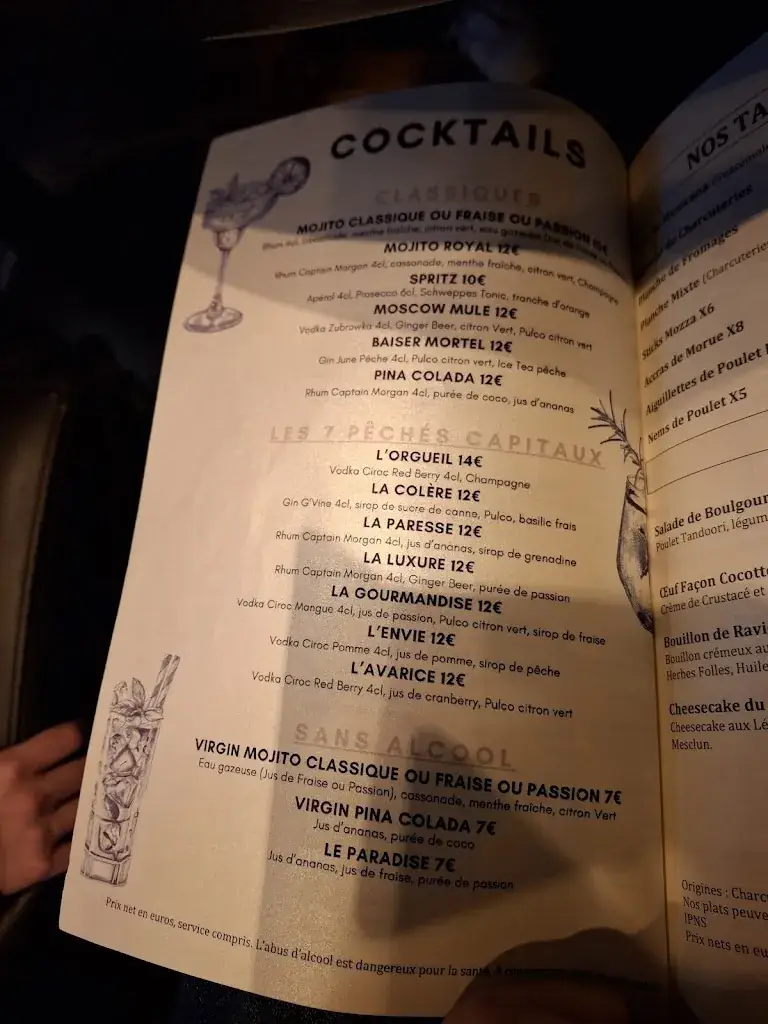 COCKTAILS
CLASSIQUES
MOJITO CLASSIQUE OU FRAISE OU PASSION
Rhum 4cl, menthe fraîche, citron vert, eau gazeuse
MOJITO ROYAL 12€
Rhum Captain Morgan 4cl, cassonade, menthe fraîche, citron vert, Champagne
SPRITZ 10€
Apérol 4cl, Prosecco 6cl, Schweppes Tonic, tranche d'orange
MOSCOW MULE 12€
Vodka Zubrowka 4cl, Ginger Beer, citron Vert, Pulco citron vert
BAISER MORTEL 12€
Gin June Pêche 4cl, Pulco citron vert, Ice Tea pêche
PINA COLADA 12€
Rhum Captain Morgan 4cl, purée de coco, jus d'ananas
LES 7 PÊCHÉS CAPITAUX
L'ORGUEIL 14€
Vodka Ciroc Red Berry 4cl, Champagne
LA COLÈRE 12€
Gin G'Vine 4cl, sirop de sucre de canne, Pulco, basilic frais
LA PARESSE 12€
Rhum Captain Morgan 4cl, jus d'ananas, sirop de grenadine
LA LUXURE 12€
Rhum Captain Morgan 4cl, Ginger Beer, purée de passion
LA GOURMANDISE 12€
Vodka Ciroc Mangue 4cl, jus de passion, Pulco citron vert, sirop de fraise
L'ENVIE 12€
Vodka Ciroc Pomme 4cl, jus de pomme, sirop de pêche
L'AVARICE 12€
Vodka Ciroc Red Berry 4cl, jus de cranberry, Pulco citron vert
SANS ALCOOL
VIRGIN MOJITO CLASSIQUE OU FRAISE OU PASSION 7€
Eau gazeuse (Jus de Fraise ou Passion), cassonade, menthe fraîche, citron Vert
VIRGIN PINA COLADA 7€
Jus d'ananas, purée de coco
LE PARADISE 7€
Jus d'ananas, jus de fraise, purée de passion
Prix net en euros, service compris. L'abus d'alcool est dangereux pour la santé
NOS TA
de Charcuteries
Planche de Fromages
Planche Mixte (Charcuterie
Sticks Mozza X6
Accras de Morue X8
Aiguillettes de Poulet
Nems de Poulet X5
Salade de Boulgour
Poulet Tandoori, légum
Œuf Façon Cocotte
Crème de Crustacé et
Bouillon de Ravi
Bouillon crémeux au
Herbes Folles, Huile
Cheesecake du
Cheesecake aux Lé
Mesclun.
Origines : Charc
Nos plats peuve
IPNS
Prix nets en eu